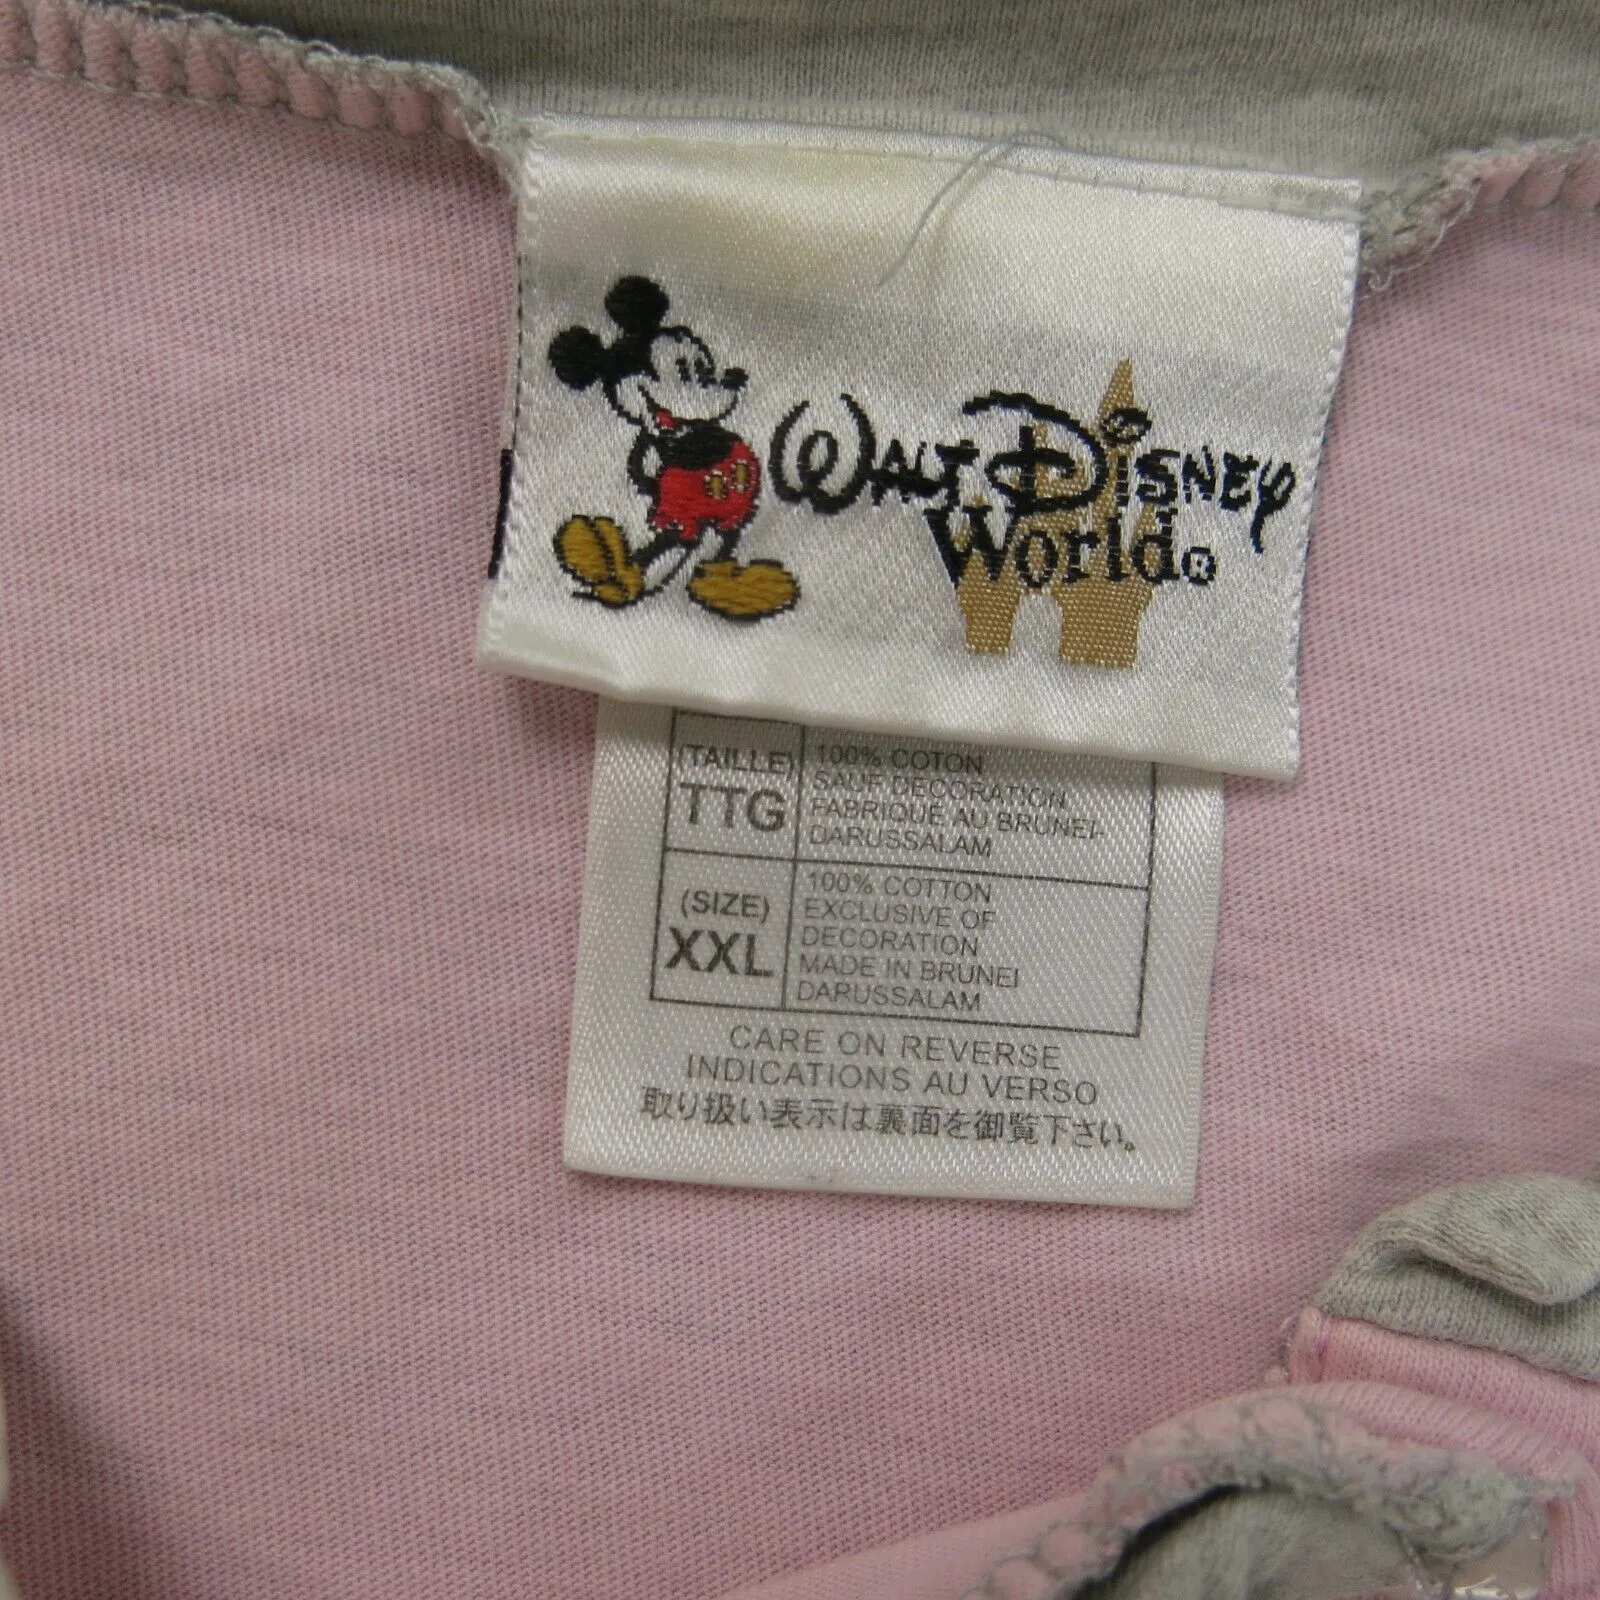 WALT DISNEY
World®
(TAILLE)
TTG
100% COTON
SAUF DECORATION
FABRIQUE AU BRUNEI-
DARUSSALAM
(SIZE)
XXL
100% COTTON
EXCLUSIVE OF
DECORATION
MADE IN BRUNEI
DARUSSALAM
CARE ON REVERSE
INDICATIONS AU VERSO
取り扱い表示は裏面を御覧下さい。